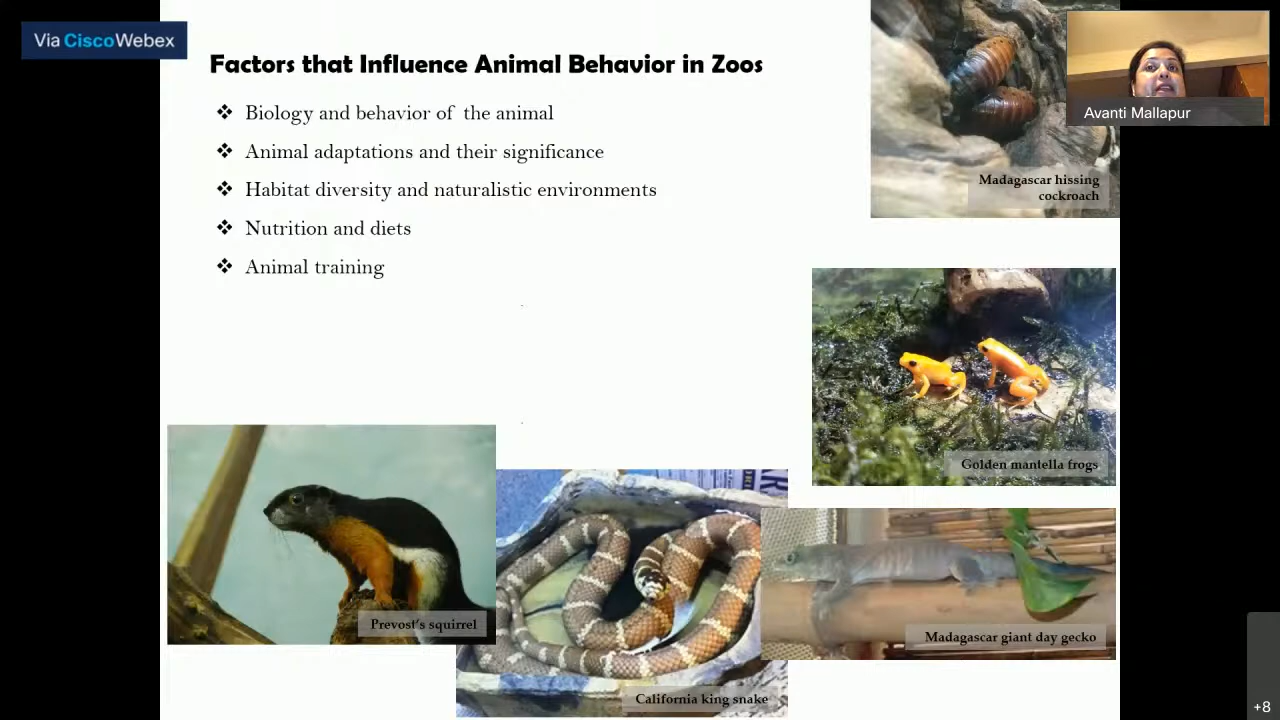 Via CiscoWebex
Factors that Influence Animal Behavior in Zoos
Biology and behavior of the animal
Animal adaptations and their significance
Habitat diversity and naturalistic environments
Nutrition and diets
Animal training
Avanti Mallapur
Madagascar hissing
cockroach
Golden mantella frogs
Prevost's squirrel
Madagascar giant day gecko
California king snake
+8